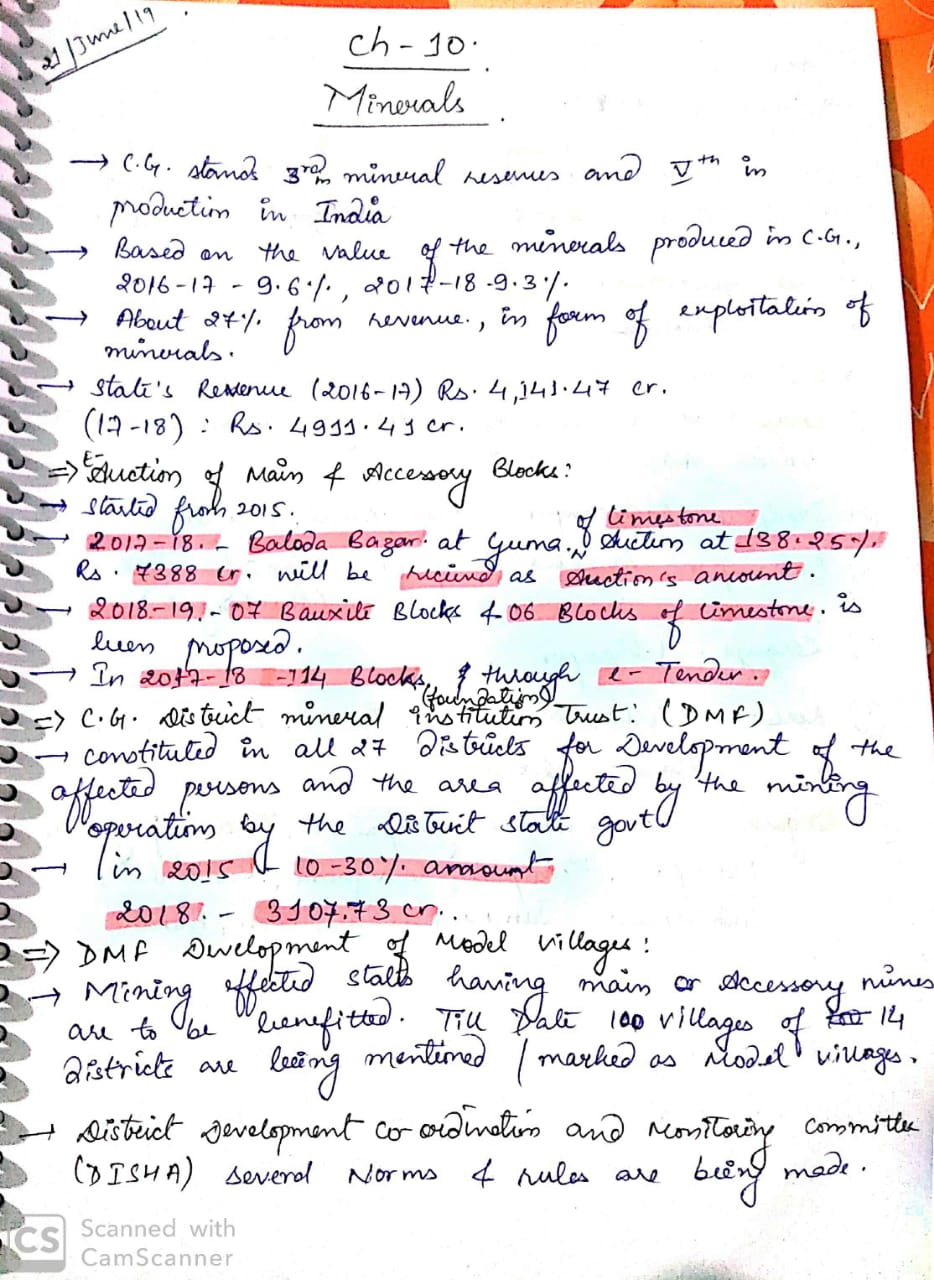 21/June/19
Ch-10.
Minerals
→ C.G. stands 3rd in mineral reserves and Vth in
production in India
→ Based on the value of the minerals produced in C.G.,
2016-17 - 9.6%, 2017-18 - 9.3%.
→ About 27% from revenue., in form of exploitation of
minerals.
→ State's Revenue (2016-17) Rs. 4,141.47 cr.
(17-18) : Rs. 4911.41 cr.
⇒ E-Auction of Main & Accessory Blocks:
→ Started from 2015.
→ 2017-18. - Baloda Bazar. at Guma. of limestone Auction at 138.25%.
Rs. 7388 cr. will be as Auction's amount.
→ 2018-19. - 07 Bauxite Blocks & 06 Blocks of limestone. is
been proposed.
→ In 2017-18 - 114 Blocks, through e-Tender.
⇒ C.G. District mineral institution (foundation) Trust: (DMF)
→ constituted in all 27 Districts for Development of the
affected persons and the area affected by the mining
operations by the District state govt
→ in 2015 10-30% amount
2018. - 3107.73 cr..
⇒ DMF Development of Model villages:
→ Mining effected states having main or Accessory mines
are to be benefitted. Till Date 100 villages of 14
districts are being mentioned / marked as Model villages.
→ District Development co-ordination and Monitoring Committee
(DISHA) several Norms & rules are being made.
CS Scanned with
CamScanner